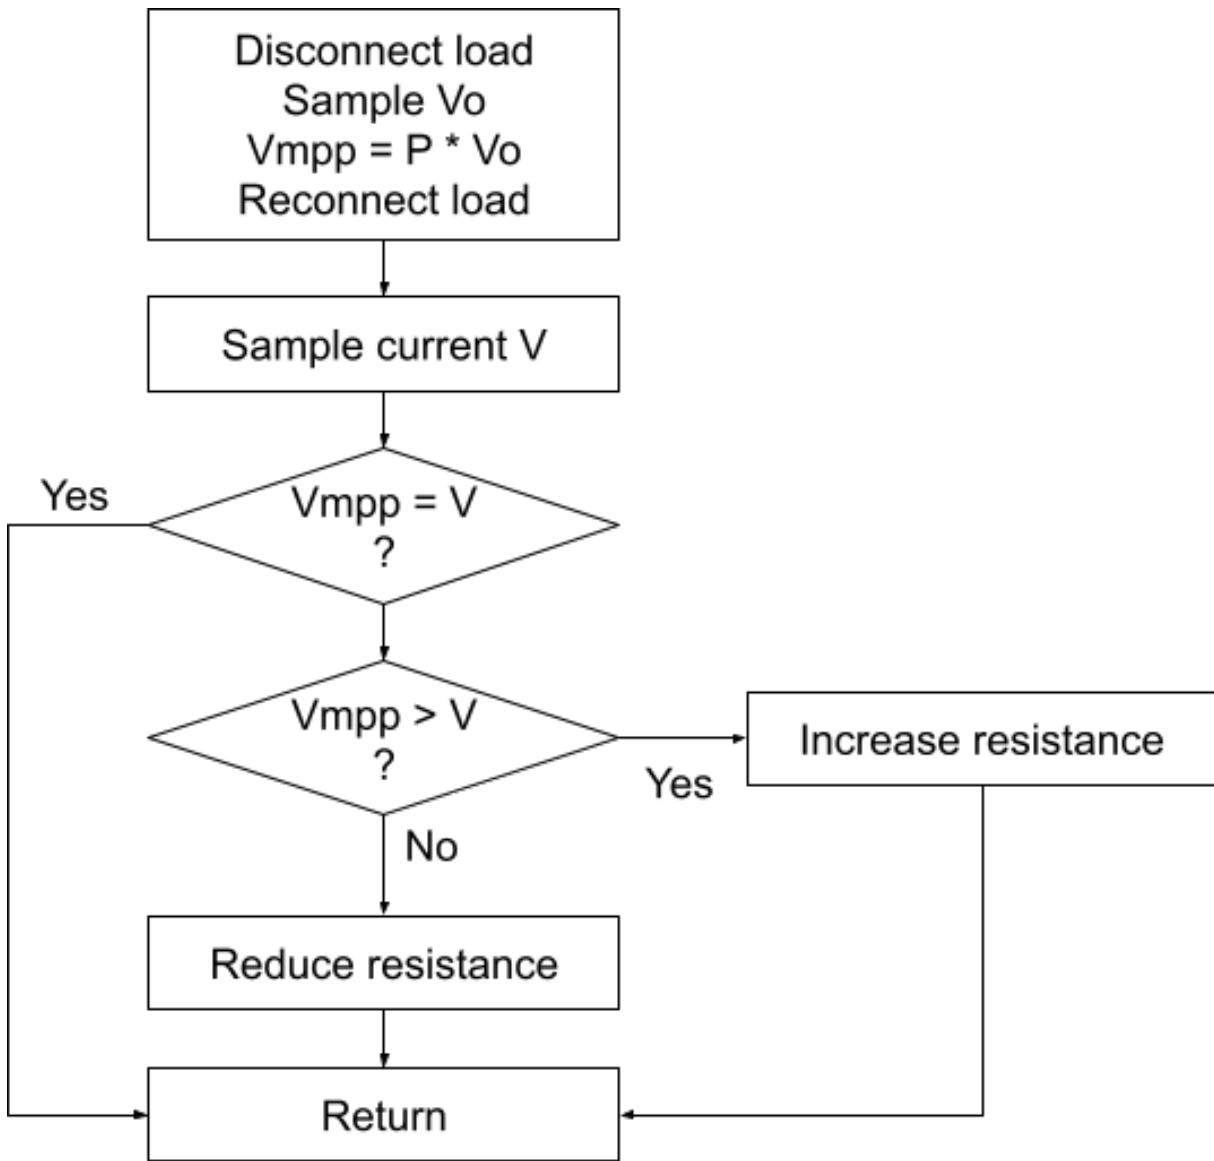 Disconnect load
Sample Vo
Vmpp = P * Vo
Reconnect load
Sample current V
Yes
Vmpp = V
?
Vmpp > V
?
Yes
Increase resistance
No
Reduce resistance
Return